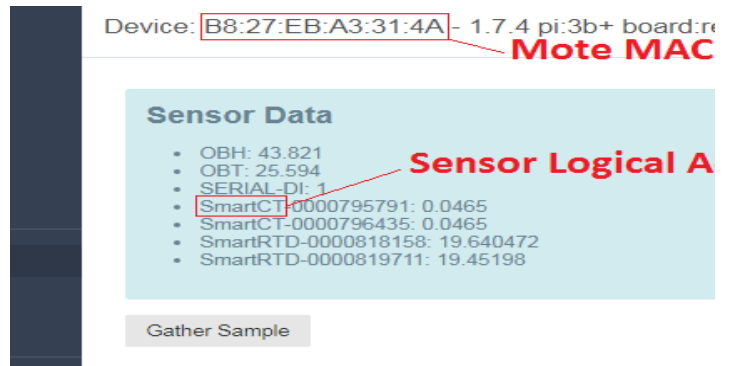 Device: B8:27:EB:A3:31:4A - 1.7.4 pi:3b+ board:re
Mote MAC
Sensor Data
• OBH: 43.821
• OBT: 25.594
Sensor Logical A
• SERIAL-DI: 1
• SmartCT-0000795791: 0.0465
• SmartCT-0000796435: 0.0465
• SmartRTD-0000818158: 19.640472
• SmartRTD-0000819711: 19.45198
Gather Sample